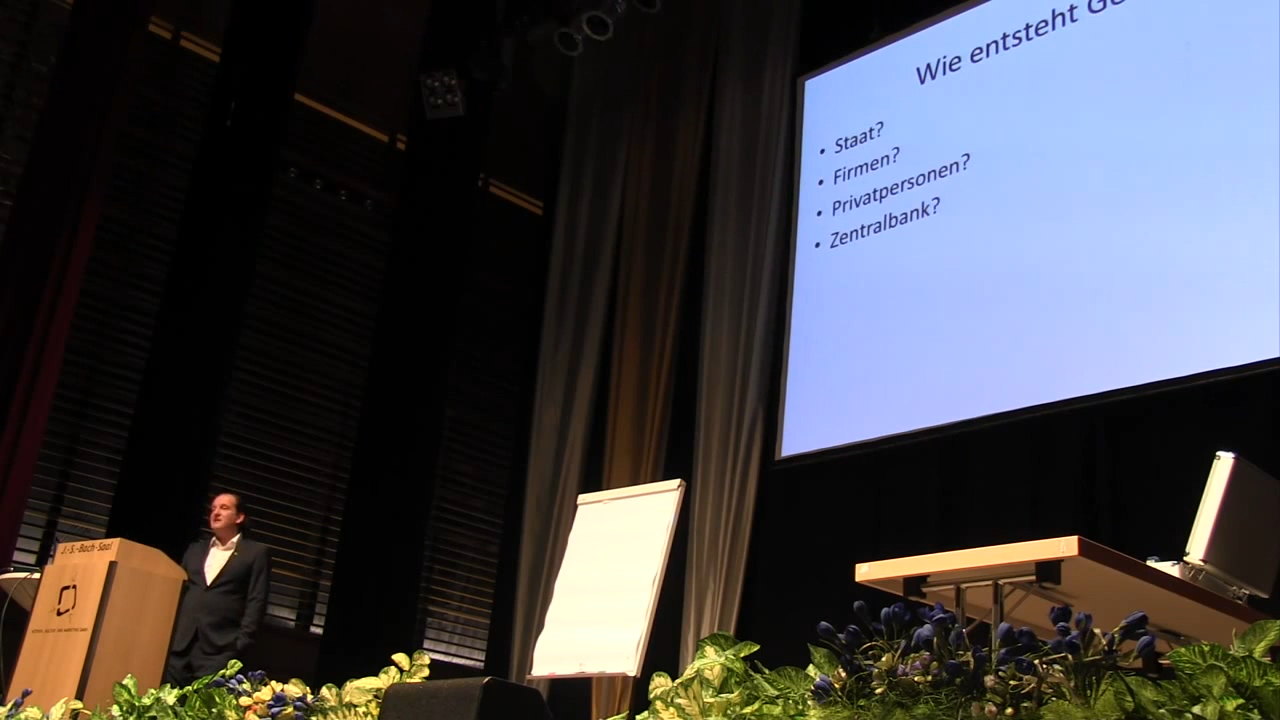 Wie entsteht
• Staat?
• Firmen?
• Privatpersonen?
• Zentralbank?
J.-S.-Bach-Saal